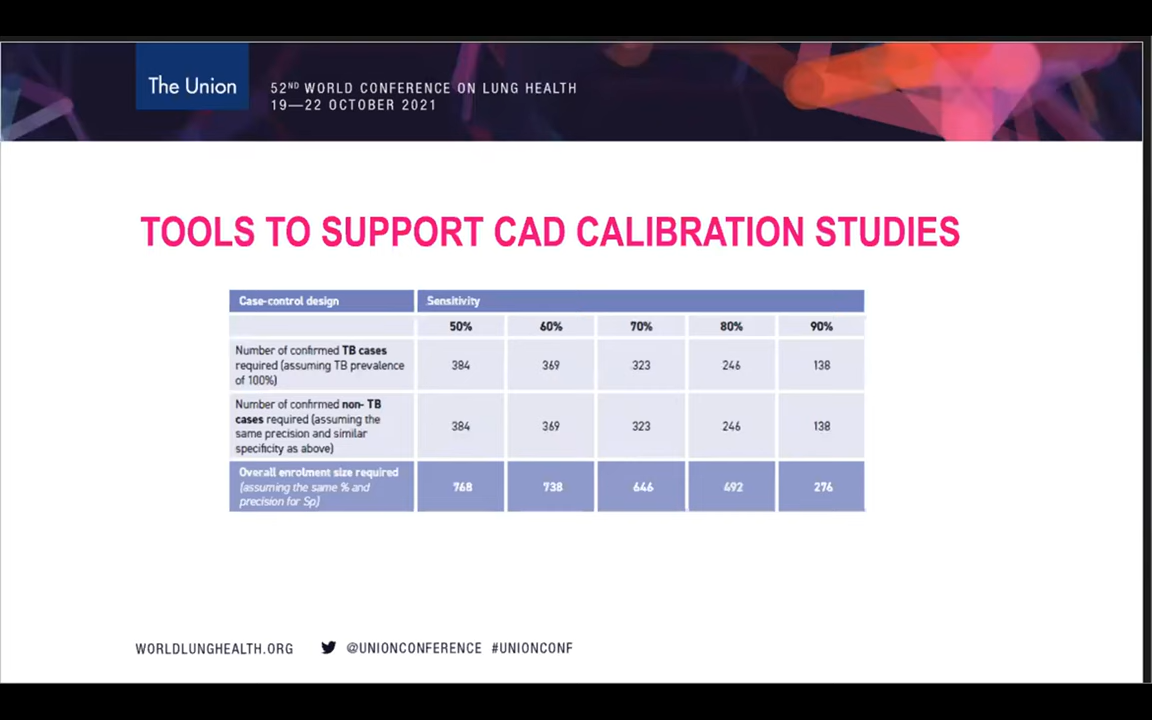 The Union
52ND WORLD CONFERENCE ON LUNG HEALTH
19—22 OCTOBER 2021
TOOLS TO SUPPORT CAD CALIBRATION STUDIES
Case-control design Sensitivity
50% 60% 70% 80% 90%
Number of confirmed TB cases
required (assuming TB prevalence
of 100%)
384 369 323 246 138
Number of confirmed non- TB
cases required (assuming the
same precision and similar
specificity as above)
384 369 323 246 138
Overall enrolment size required
(assuming the same % and
precision for Sp)
768 738 646 492 276
WORLDLUNGHEALTH.ORG @UNIONCONFERENCE #UNIONCONF